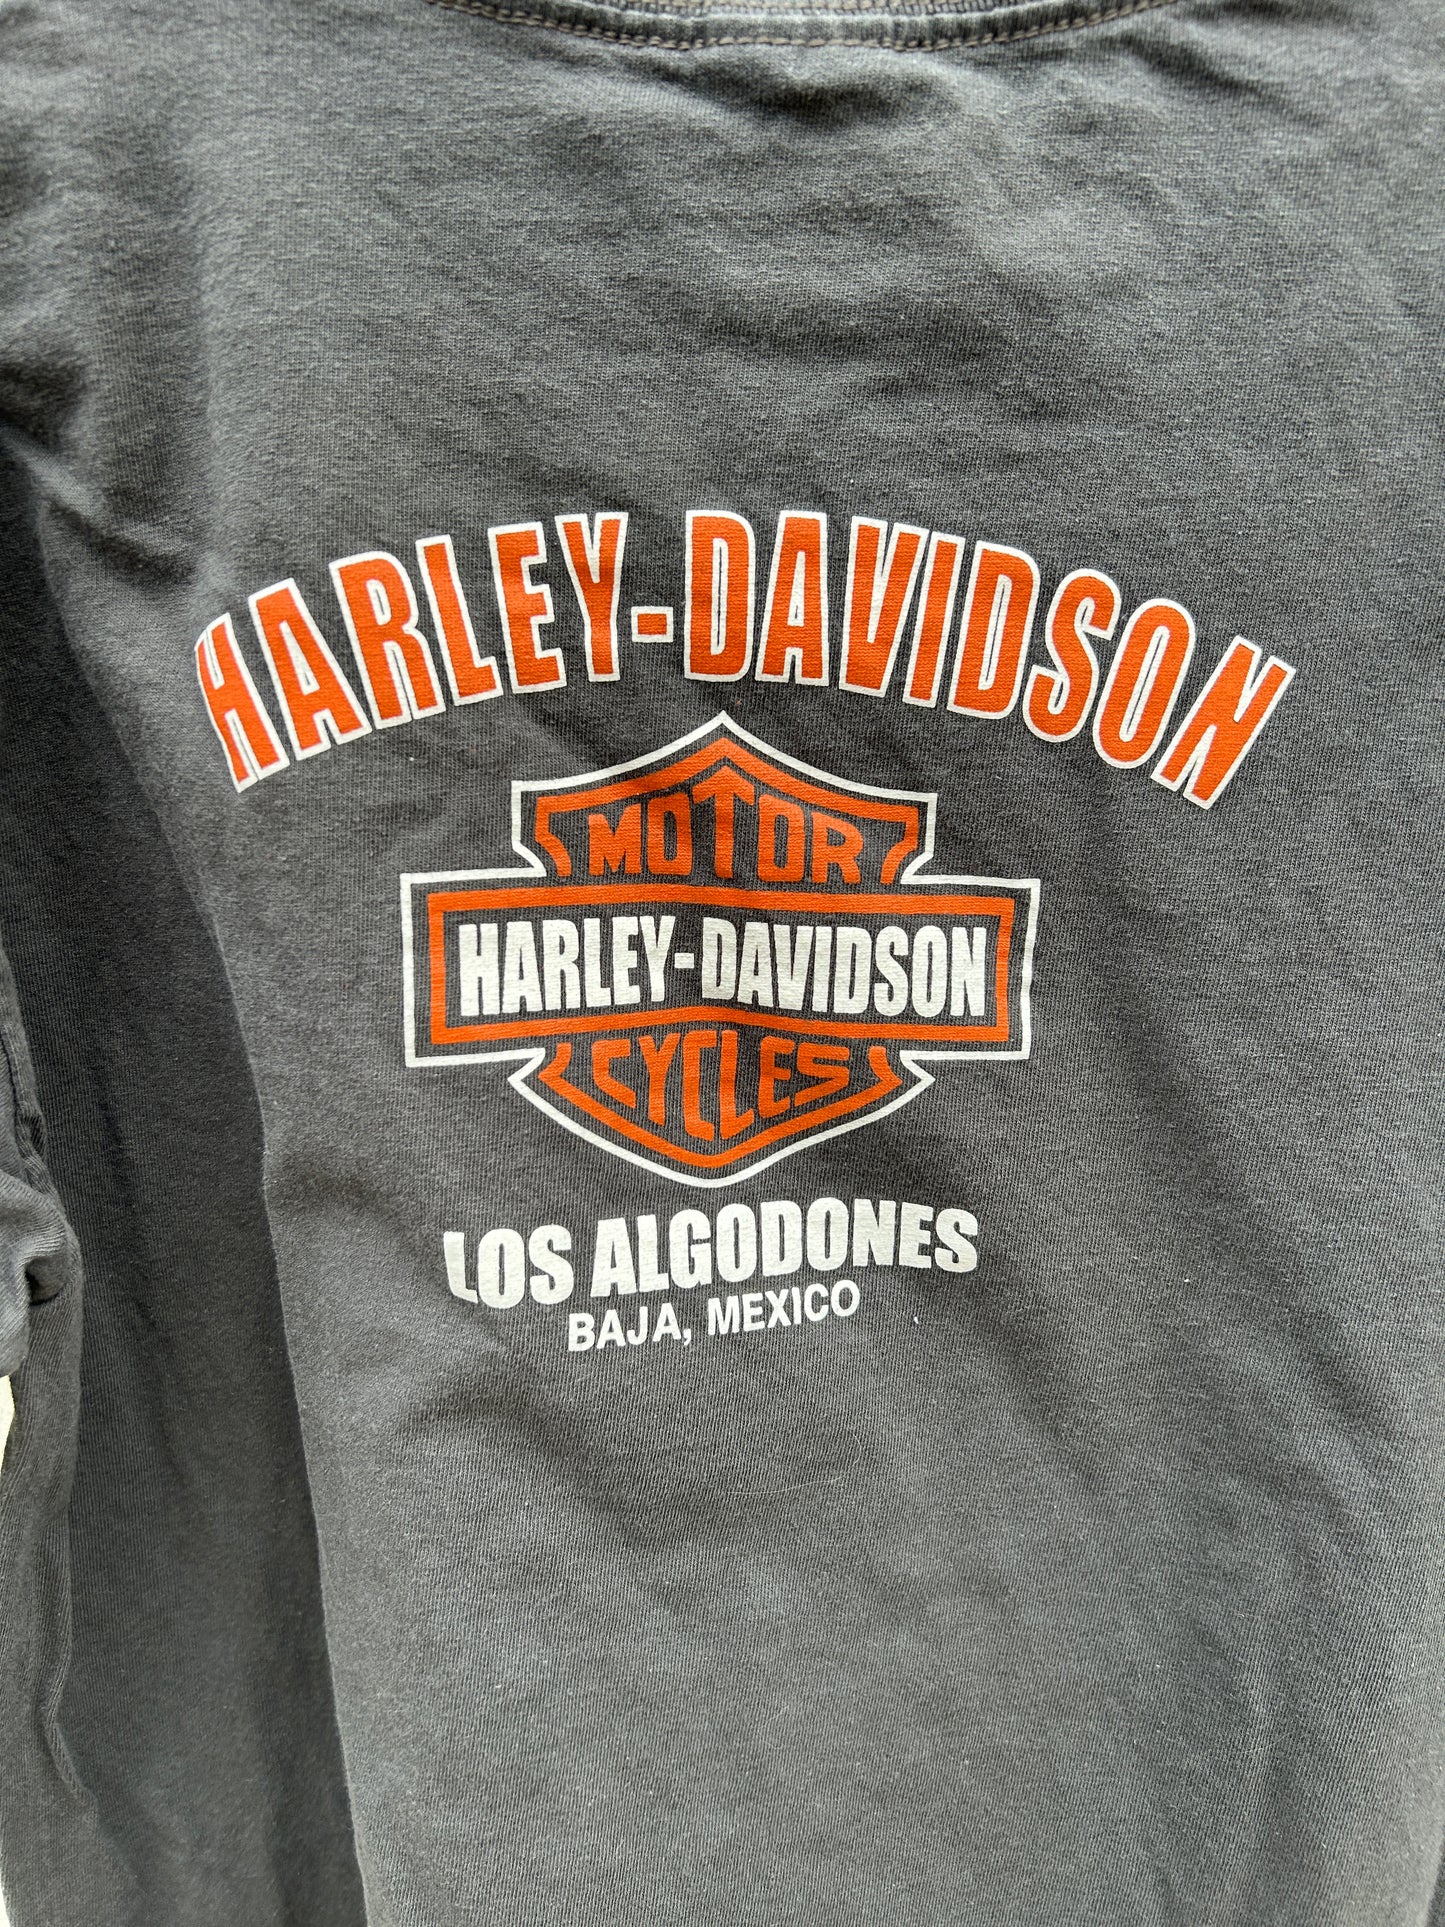 HARLEY-DAVIDSON
MOTOR
HARLEY-DAVIDSON
CYCLES
LOS ALGODONES
BAJA, MEXICO